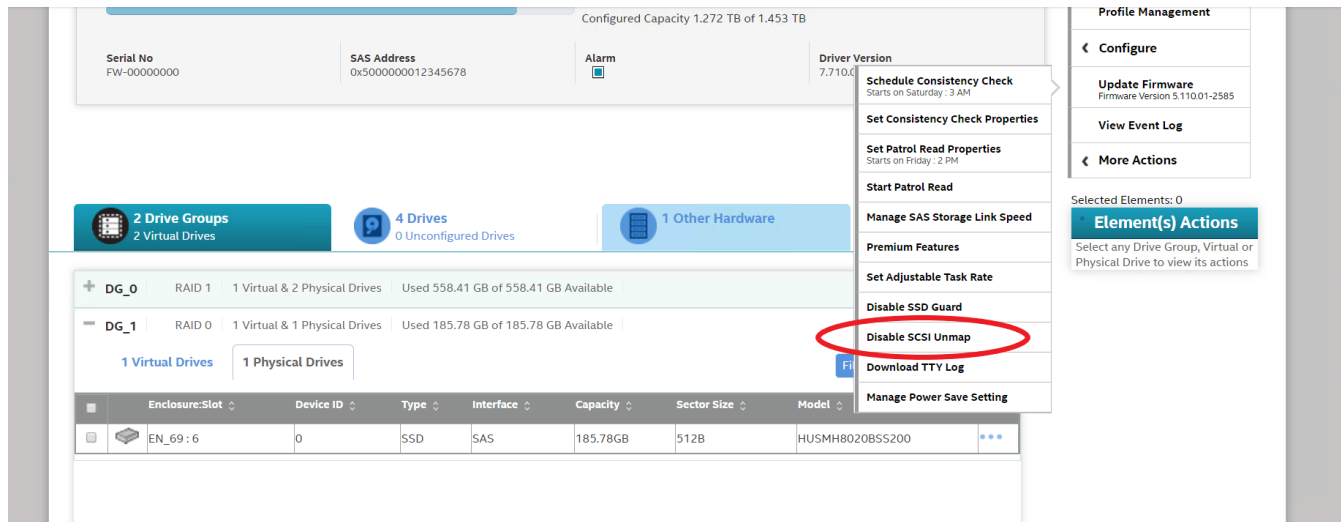 Configured Capacity 1.272 TB of 1.453 TB
Serial No
FW-00000000
SAS Address
0x5000000012345678
Alarm
Driver Version
7.710.
Schedule Consistency Check
Starts on Saturday : 3 AM
Set Consistency Check Properties
Set Patrol Read Properties
Starts on Friday : 2 PM
Start Patrol Read
Manage SAS Storage Link Speed
Premium Features
Set Adjustable Task Rate
Disable SSD Guard
Disable SCSI Unmap
Download TTY Log
Manage Power Save Setting
Profile Management
Configure
Update Firmware
Firmware Version 5.110.01-2585
View Event Log
More Actions
Selected Elements: 0
Element(s) Actions
Select any Drive Group, Virtual or
Physical Drive to view its actions
2 Drive Groups
2 Virtual Drives
4 Drives
0 Unconfigured Drives
1 Other Hardware
DG_0 RAID 1 1 Virtual & 2 Physical Drives Used 558.41 GB of 558.41 GB Available
DG_1 RAID 0 1 Virtual & 1 Physical Drives Used 185.78 GB of 185.78 GB Available
1 Virtual Drives 1 Physical Drives
Enclosure:Slot Device ID Type Interface Capacity Sector Size Model
EN_69 : 6 0 SSD SAS 185.78GB 512B HUSMH8020BSS200